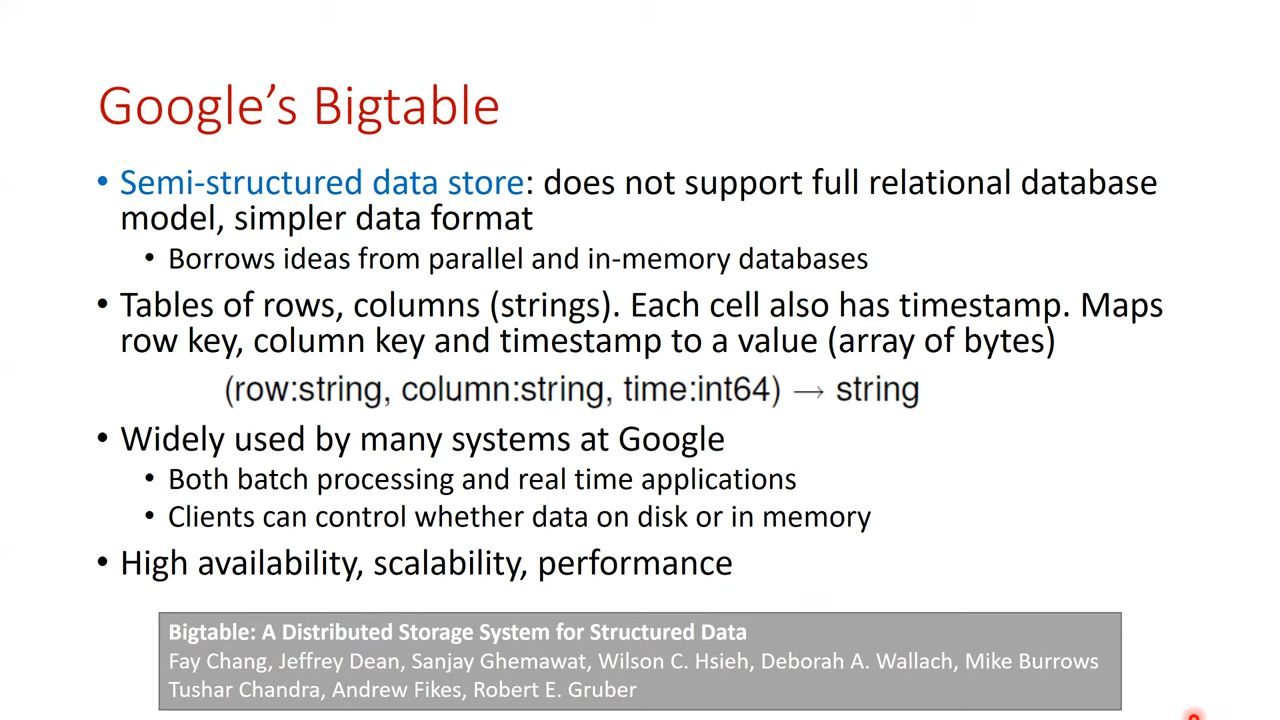 Google’s Bigtable
• Semi-structured data store: does not support full relational database
model, simpler data format
• Borrows ideas from parallel and in-memory databases
• Tables of rows, columns (strings). Each cell also has timestamp. Maps
row key, column key and timestamp to a value (array of bytes)
(row:string, column:string, time:int64) → string
• Widely used by many systems at Google
• Both batch processing and real time applications
• Clients can control whether data on disk or in memory
• High availability, scalability, performance
Bigtable: A Distributed Storage System for Structured Data
Fay Chang, Jeffrey Dean, Sanjay Ghemawat, Wilson C. Hsieh, Deborah A. Wallach, Mike Burrows
Tushar Chandra, Andrew Fikes, Robert E. Gruber